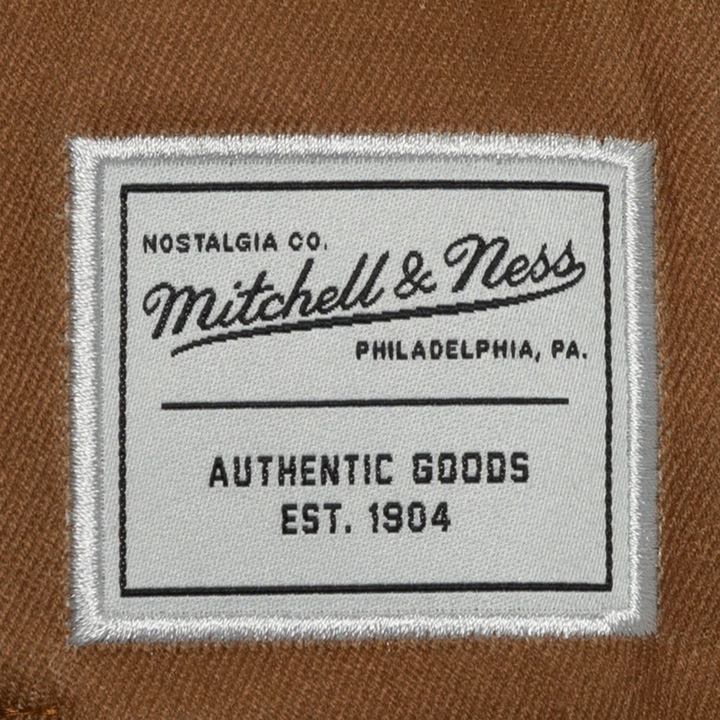 NOSTALGIA CO.
Mitchell & Ness
PHILADELPHIA, PA.
AUTHENTIC GOODS
EST. 1904